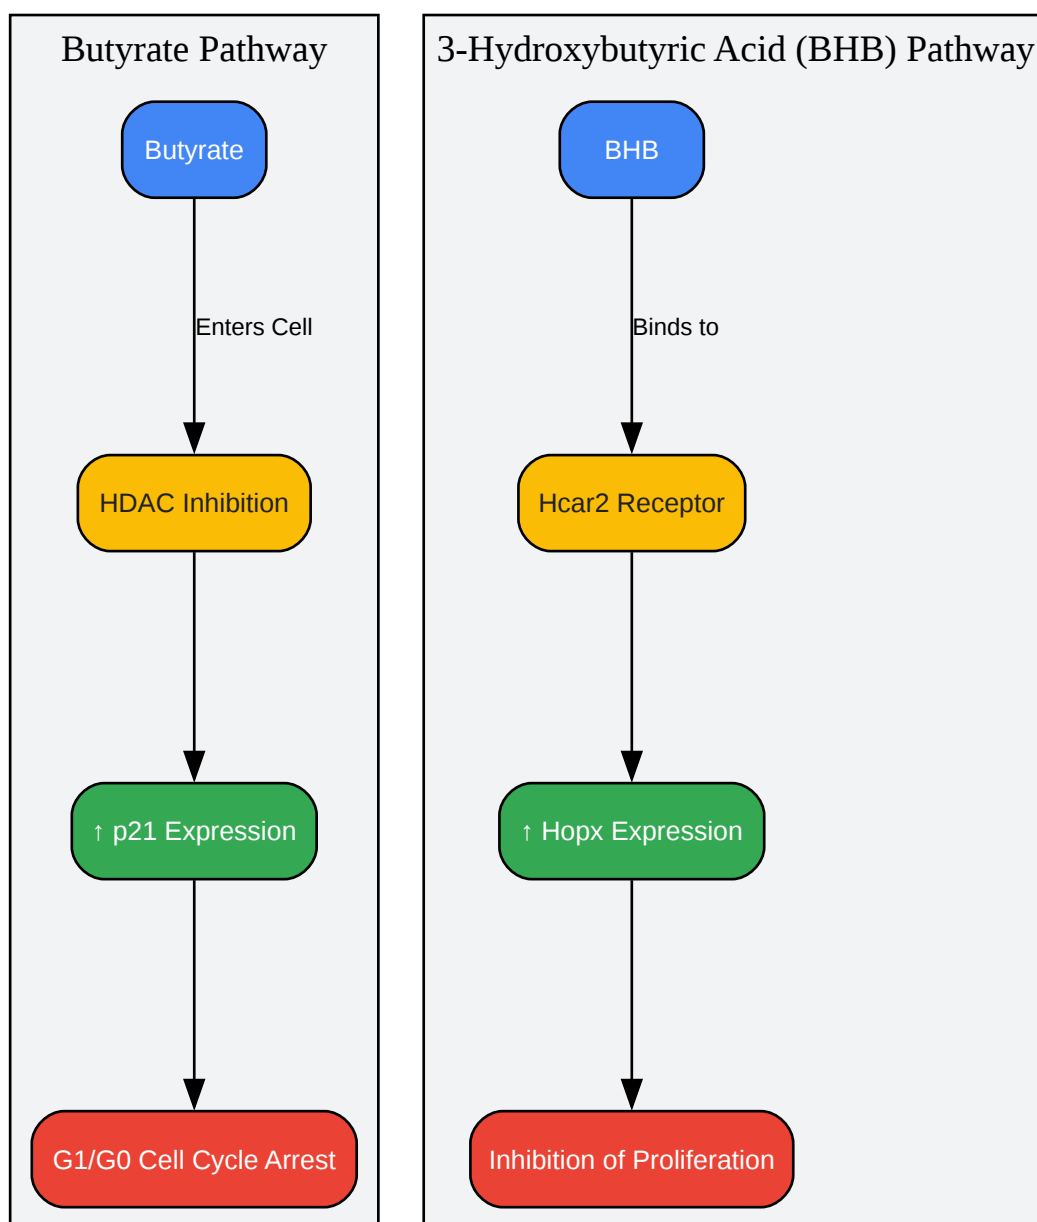 Butyrate Pathway
Butyrate
Enters Cell
HDAC Inhibition
↑ p21 Expression
G1/G0 Cell Cycle Arrest
3-Hydroxybutyric Acid (BHB) Pathway
BHB
Binds to
Hcar2 Receptor
↑ Hopx Expression
Inhibition of Proliferation